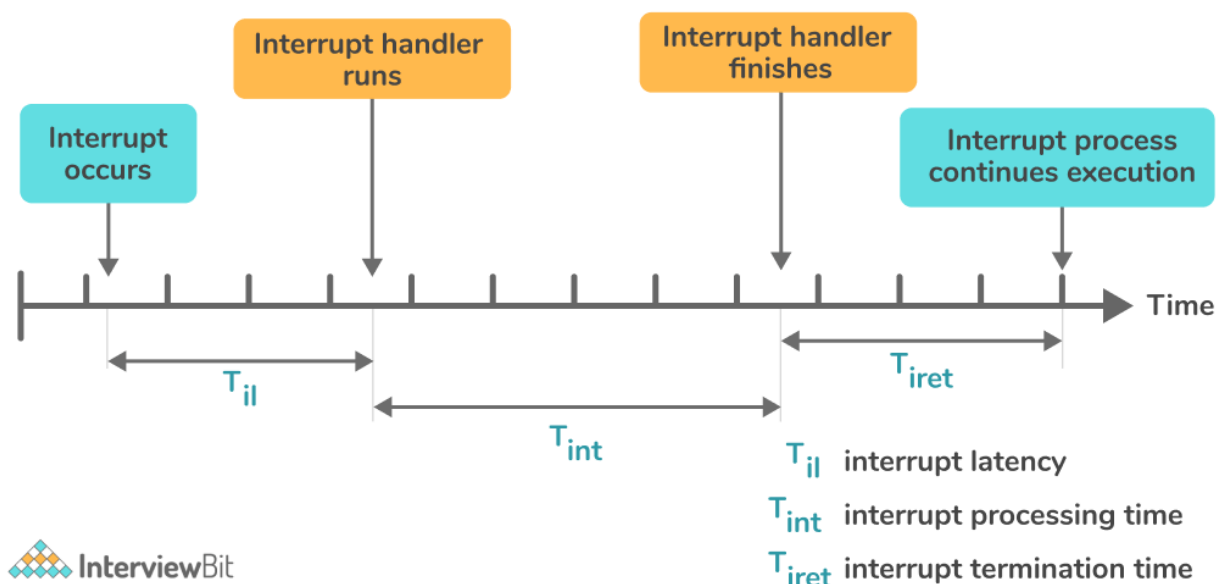 Interrupt handler
runs
Interrupt handler
finishes
Interrupt
occurs
Interrupt process
continues execution
Time
Til
Tiret
Tint
Til interrupt latency
Tint interrupt processing time
Tiret interrupt termination time
InterviewBit